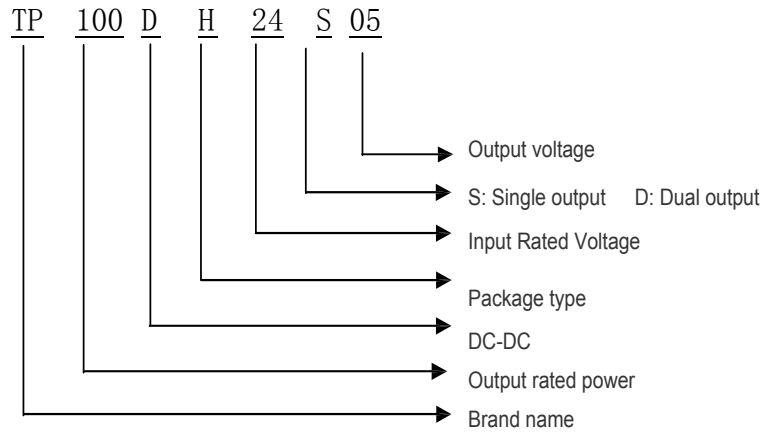 TP 100 D H 24 S 05
Output voltage
S: Single output D: Dual output
Input Rated Voltage
Package type
DC-DC
Output rated power
Brand name